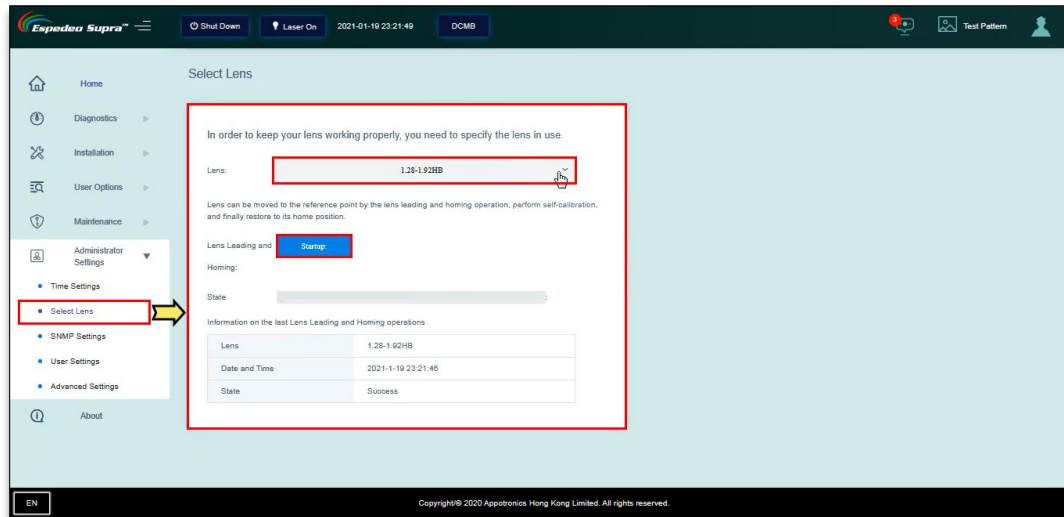 Espedeo Supra™
Shut Down
Laser On
2021-01-19 23:21:49
DCMB
3
Test Pattern
Home
Diagnostics
Installation
User Options
Maintenance
Administrator
Settings
Time Settings
Select Lens
SNMP Settings
User Settings
Advanced Settings
About
Select Lens
In order to keep your lens working properly, you need to specify the lens in use.
Lens: 1.28-1.92HB
Lens can be moved to the reference point by the lens leading and homing operation, perform self-calibration,
and finally restore to its home position.
Lens Leading and Startup:
Homing:
State :
Information on the last Lens Leading and Homing operations
Lens 1.28-1.92HB
Date and Time 2021-1-19 23:21:46
State Success
EN
Copyright/© 2020 Appotronics Hong Kong Limited. All rights reserved.